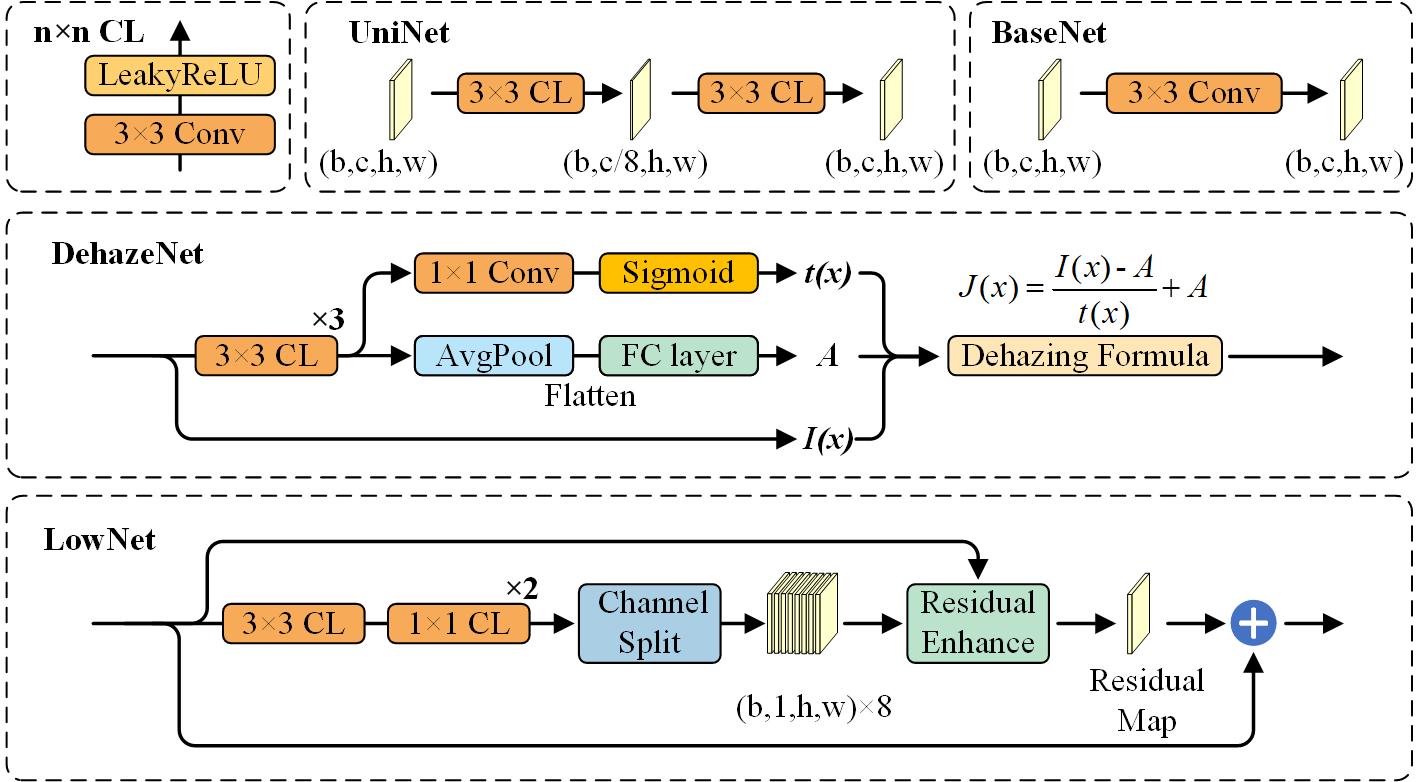 n×n CL
LeakyReLU
3×3 Conv
UniNet
3×3 CL
3×3 CL
(b,c,h,w)
(b,c/8,h,w)
(b,c,h,w)
BaseNet
3×3 Conv
(b,c,h,w)
(b,c,h,w)
DehazeNet
1×1 Conv
Sigmoid
t(x)
J(x) = (I(x) - A) / t(x) + A
×3
3×3 CL
AvgPool
FC layer
A
Dehazing Formula
Flatten
I(x)
LowNet
×2
3×3 CL
1×1 CL
Channel
Split
Residual
Enhance
(b,1,h,w)×8
Residual
Map